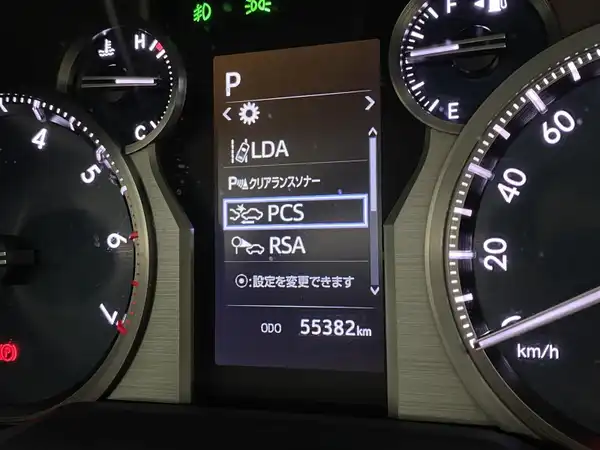 H
C
F
E
P
LDA
P クリアランスソナー
PCS
RSA
:設定を変更できます
ODO 55382km
4
5
6
7
60
40
20
0
km/h
(P)